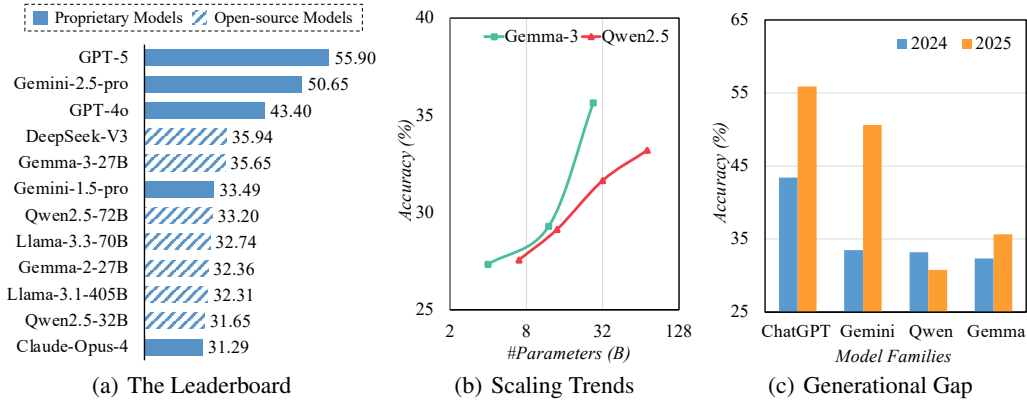 Proprietary Models Open-source Models
GPT-5 55.90
Gemini-2.5-pro 50.65
GPT-4o 43.40
DeepSeek-V3 35.94
Gemma-3-27B 35.65
Gemini-1.5-pro 33.49
Qwen2.5-72B 33.20
Llama-3.3-70B 32.74
Gemma-2-27B 32.36
Llama-3.1-405B 32.31
Qwen2.5-32B 31.65
Claude-Opus-4 31.29
(a) The Leaderboard
Gemma-3 Qwen2.5
Accuracy (%)
40
35
30
25
2 8 32 128
#Parameters (B)
(b) Scaling Trends
2024 2025
Accuracy (%)
65
55
45
35
25
ChatGPT Gemini Qwen Gemma
Model Families
(c) Generational Gap